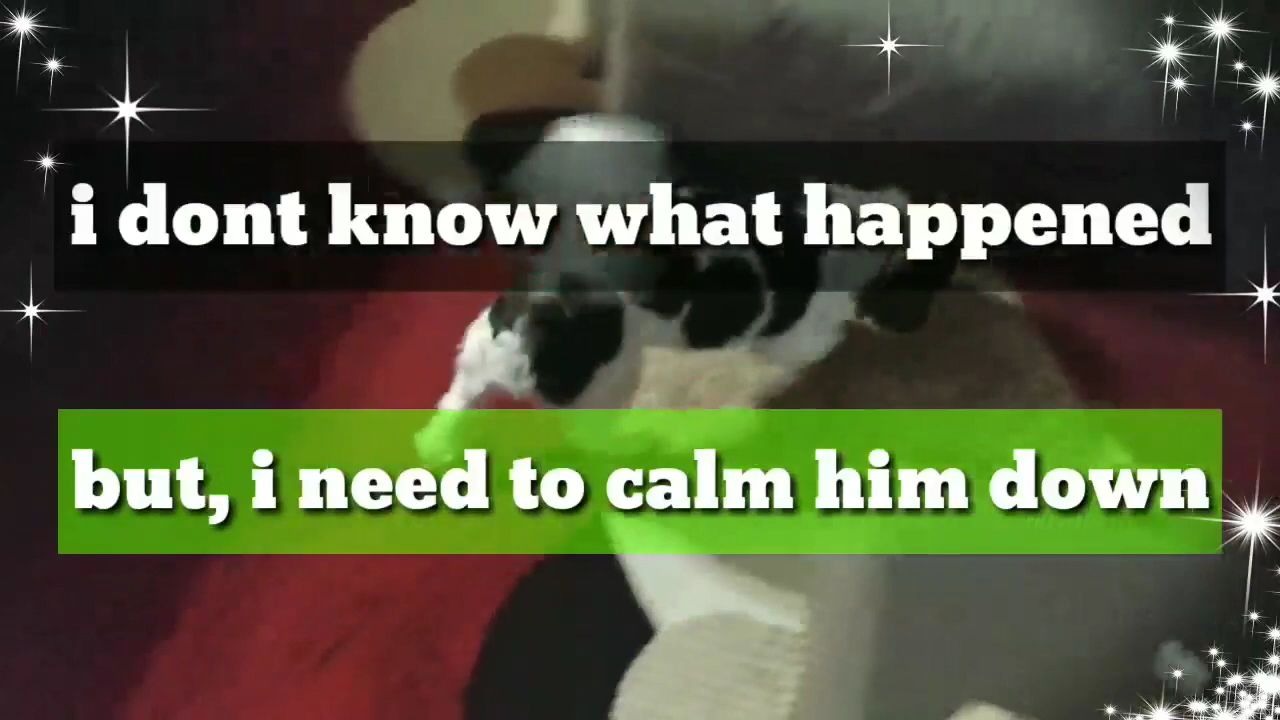 i dont know what happened
but, i need to calm him down